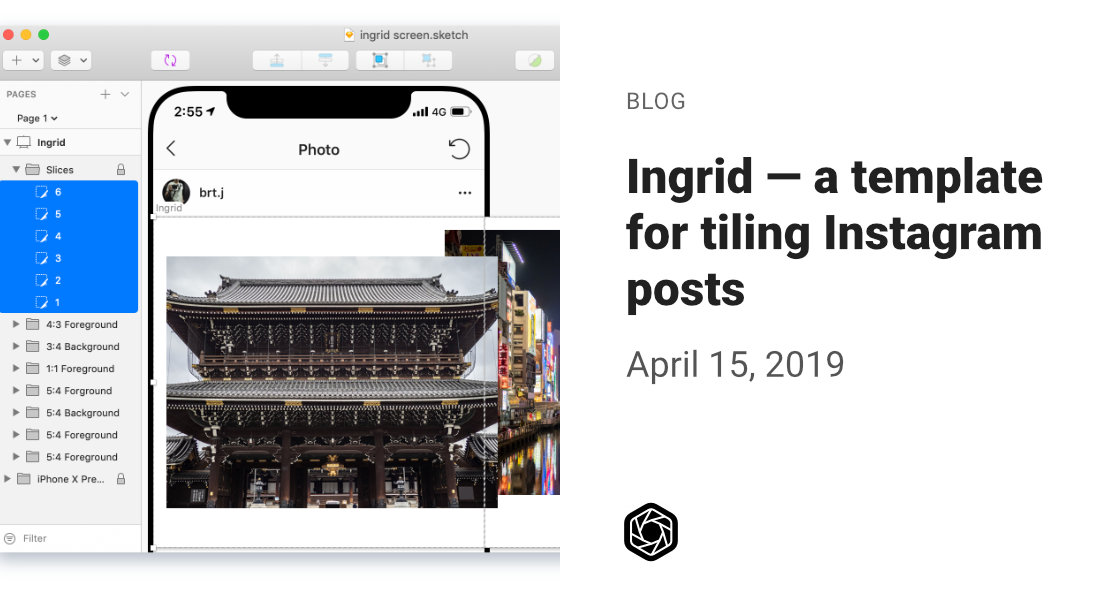 ingrid screen.sketch
PAGES
Page 1
Ingrid
Slices
6
5
4
3
2
1
4:3 Foreground
3:4 Background
1:1 Foreground
5:4 Forground
5:4 Background
5:4 Foreground
5:4 Foreground
iPhone X Pre...
Filter
2:55
4G
Photo
brt.j
Ingrid
BLOG
Ingrid — a template
for tiling Instagram
posts
April 15, 2019